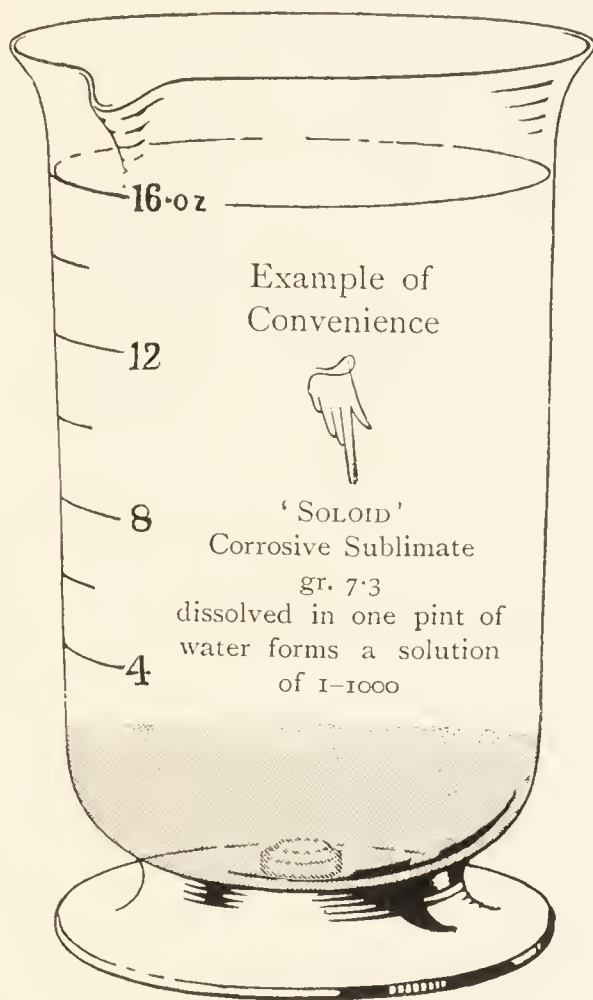 16·oz
Example of
Convenience
12
8
'SOLOID'
Corrosive Sublimate
gr. 7·3
dissolved in one pint of
water forms a solution
of 1–1000
4